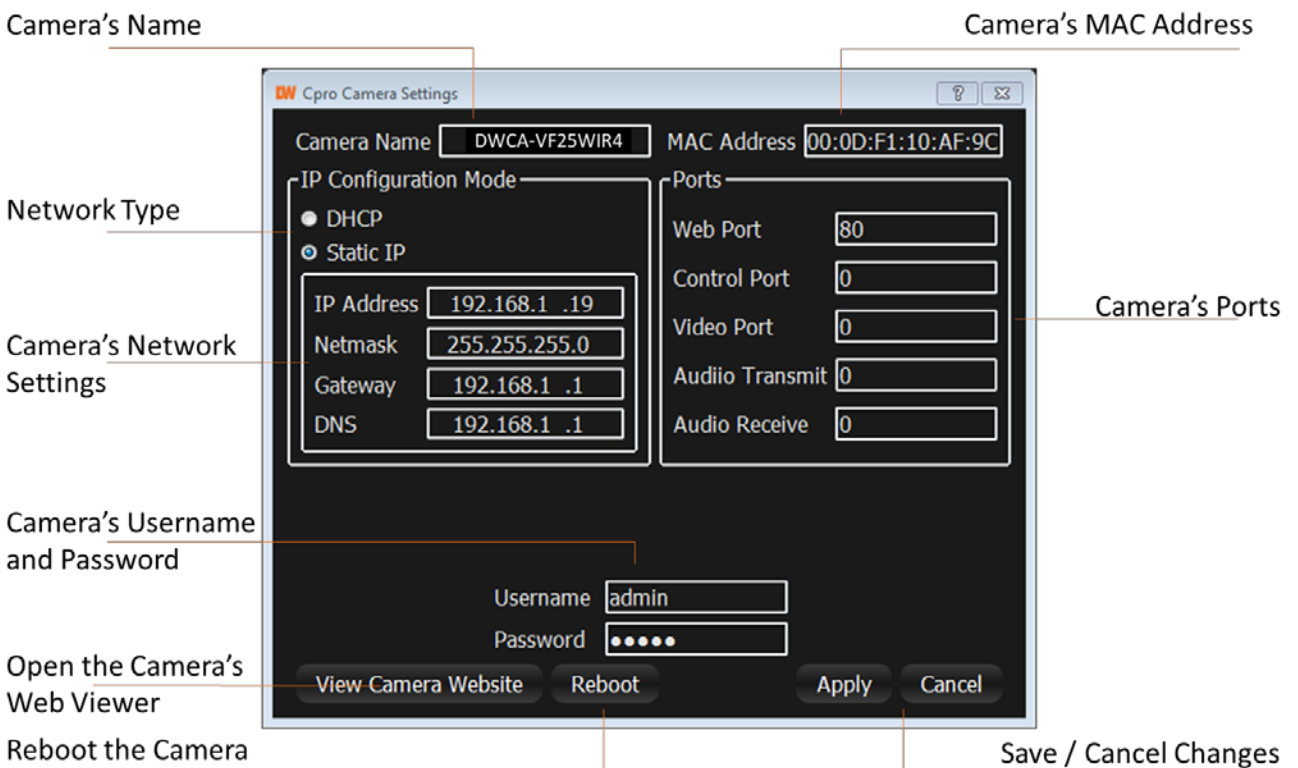 Camera's Name
Camera's MAC Address
DW Cpro Camera Settings
Camera Name DWCA-VF25WIR4 MAC Address 00:0D:F1:10:AF:9C
IP Configuration Mode
Ports
Network Type
DHCP
Static IP
Web Port 80
Control Port 0
Video Port 0
Audiio Transmit 0
Audio Receive 0
Camera's Ports
IP Address 192.168.1 .19
Netmask 255.255.255.0
Gateway 192.168.1 .1
DNS 192.168.1 .1
Camera's Network
Settings
Camera's Username
and Password
Username admin
Password ●●●●●
Open the Camera's
Web Viewer
View Camera Website Reboot Apply Cancel
Reboot the Camera
Save / Cancel Changes